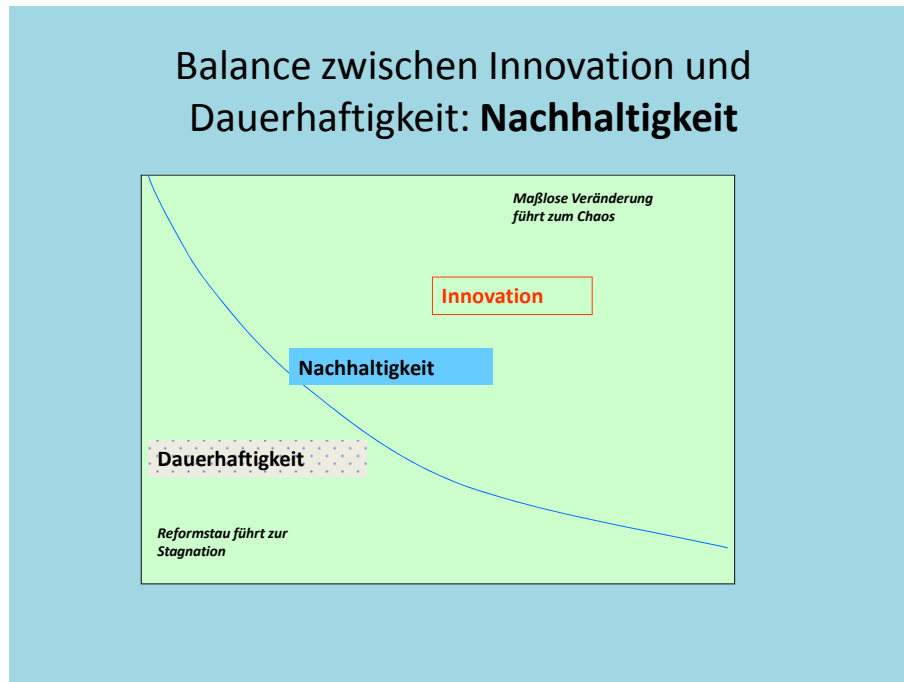 Balance zwischen Innovation und
Dauerhaftigkeit: Nachhaltigkeit
Maßlose Veränderung
führt zum Chaos
Innovation
Nachhaltigkeit
Dauerhaftigkeit
Reformstau führt zur
Stagnation